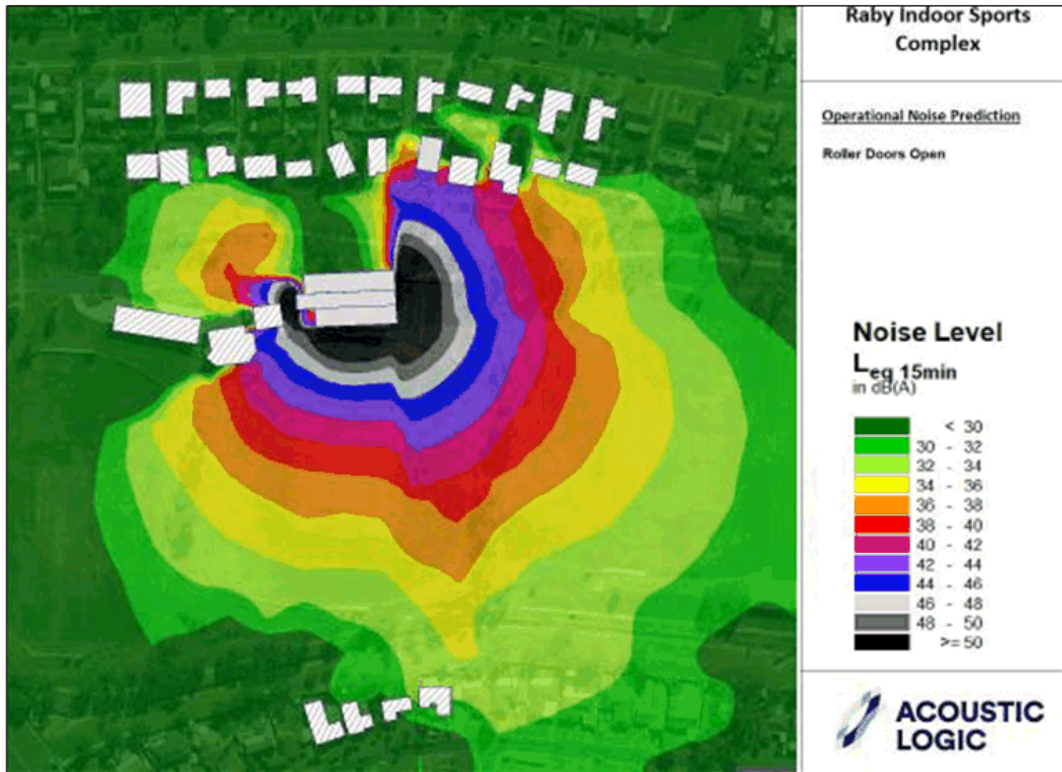 Raby Indoor Sports
Complex
Operational Noise Prediction
Roller Doors Open
Noise Level
Leq 15min
in dB(A)
< 30
30 - 32
32 - 34
34 - 36
36 - 38
38 - 40
40 - 42
42 - 44
44 - 46
46 - 48
48 - 50
>= 50
ACOUSTIC
LOGIC